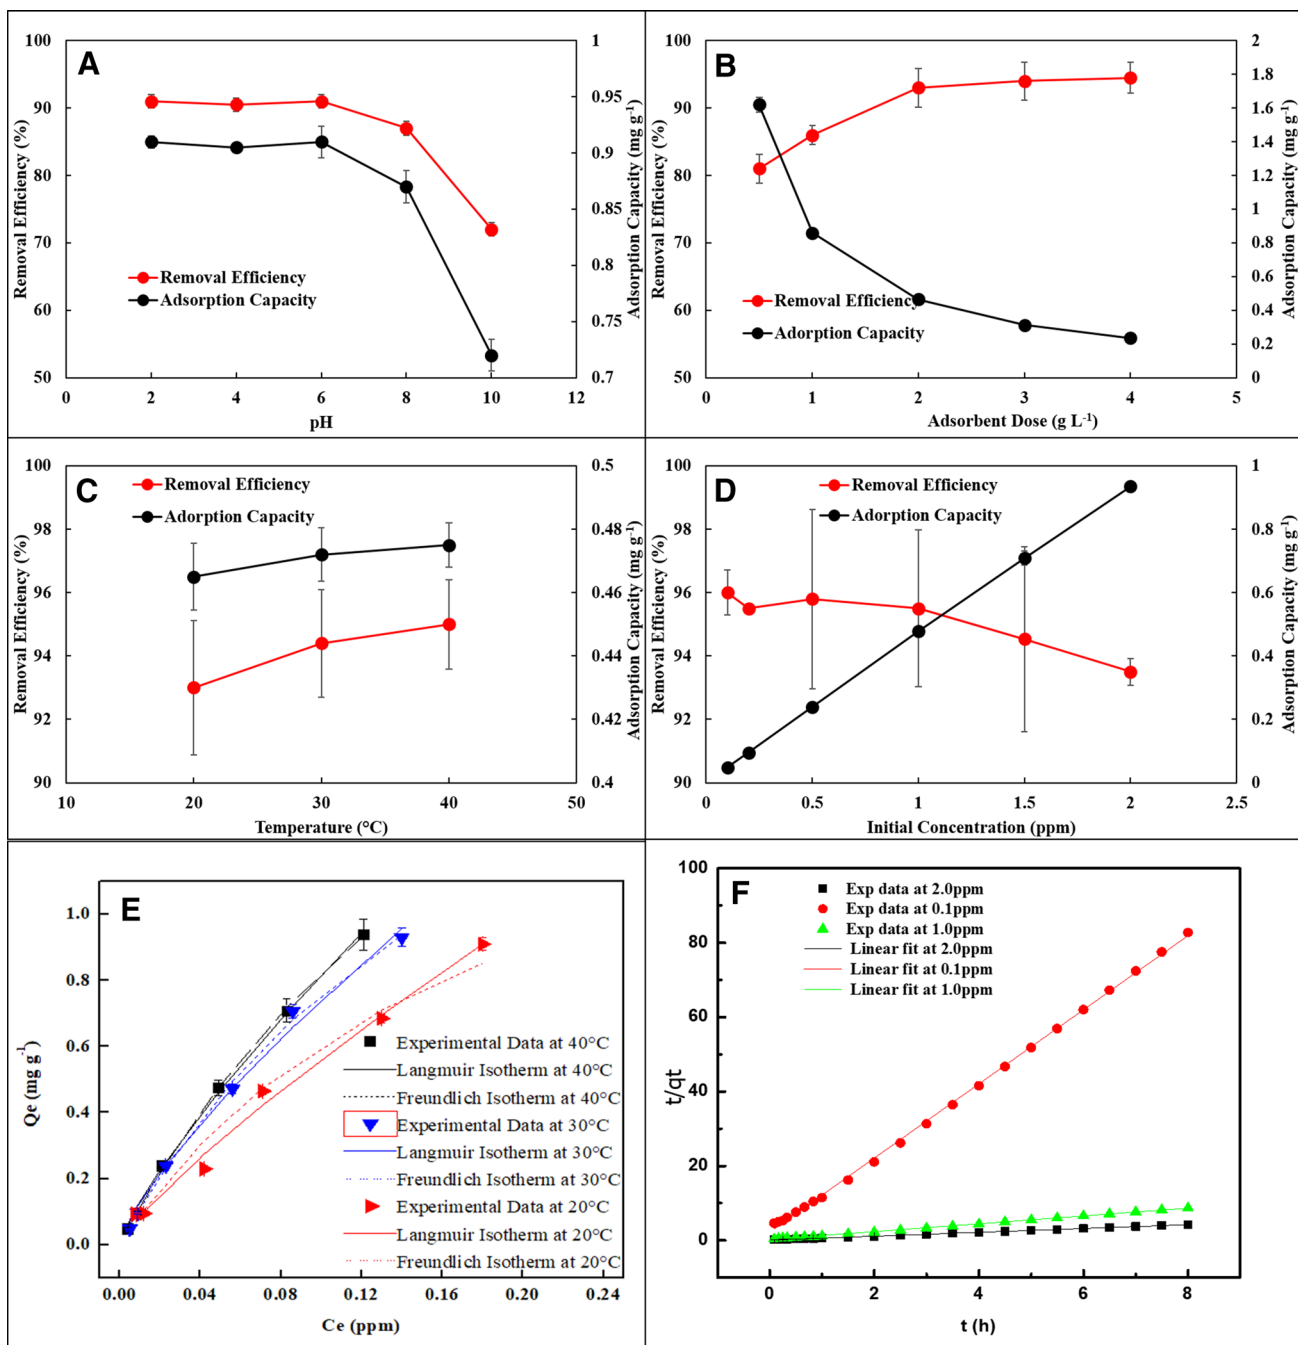 A
Removal Efficiency (%)
100
90
80
70
60
50
0
2
4
6
8
10
12
pH
1
0.95
0.9
0.85
0.8
0.75
0.7
Adsorption Capacity (mg g-1)
Removal Efficiency
Adsorption Capacity
B
Removal Efficiency (%)
100
90
80
70
60
50
0
1
2
3
4
5
Adsorbent Dose (g L-1)
2
1.8
1.6
1.4
1.2
1
0.8
0.6
0.4
0.2
0
Adsorption Capacity (mg g-1)
Removal Efficiency
Adorption Capacity
C
Removal Efficiency (%)
100
98
96
94
92
90
10
20
30
40
50
Temperature (°C)
0.5
0.48
0.46
0.44
0.42
0.4
Adsorption Capacity (mg g-1)
Removal Efficiency
Adorption Capacity
D
Removal Efficiency (%)
100
98
96
94
92
90
0
0.5
1
1.5
2
2.5
Initial Concentration (ppm)
1
0.8
0.6
0.4
0.2
0
Adsorption Capacity (mg g-1)
Removal Efficiency
Adorption Capacity
E
Qe (mg g-1)
1.0
0.8
0.6
0.4
0.2
0.0
0.00
0.04
0.08
0.12
0.16
0.20
0.24
Ce (ppm)
Experimental Data at 40°C
Langmuir Isotherm at 40°C
Freundlich Isotherm at 40°C
Experimental Data at 30°C
Langmuir Isotherm at 30°C
Freundlich Isotherm at 30°C
Experimental Data at 20°C
Langmuir Isotherm at 20°C
Freundlich Isotherm at 20°C
F
t/qt
100
80
60
40
20
0
0
2
4
6
8
t (h)
Exp data at 2.0ppm
Exp data at 0.1ppm
Exp data at 1.0ppm
Linear fit at 2.0ppm
Linear fit at 0.1ppm
Linear fit at 1.0ppm